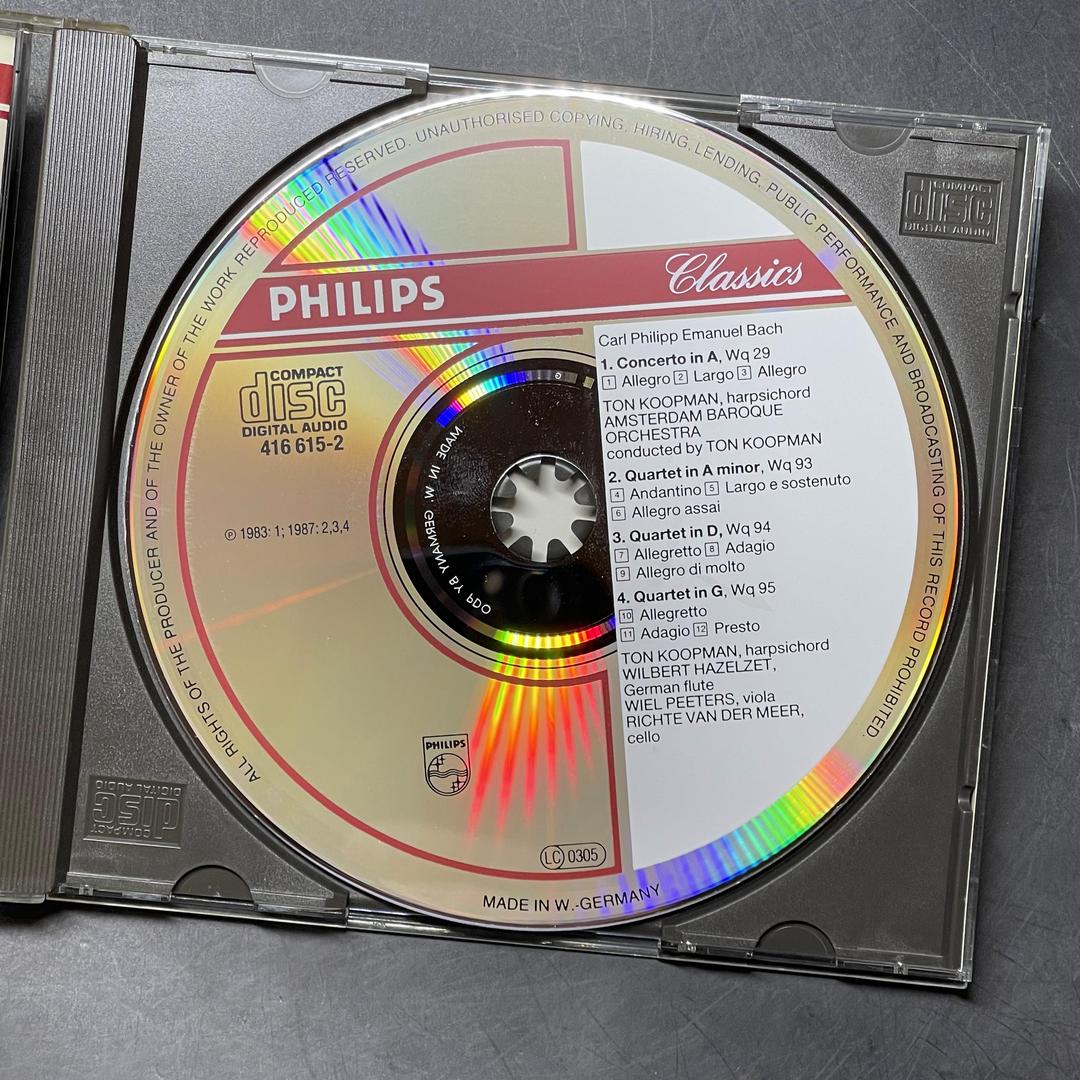 ALL RIGHTS OF THE PRODUCER AND OF THE OWNER OF THE WORK REPRODUCED RESERVED. UNAUTHORISED COPYING, HIRING, LENDING, PUBLIC PERFORMANCE AND BROADCASTING OF THIS RECORD PROHIBITED.
COMPACT
disc
DIGITAL AUDIO
PHILIPS
Classics
COMPACT
disc
DIGITAL AUDIO
416 615-2
℗ 1983: 1; 1987: 2,3,4
MADE IN W. GERMANY BY PDO
Carl Philipp Emanuel Bach
1. Concerto in A, Wq 29
1 Allegro 2 Largo 3 Allegro
TON KOOPMAN, harpsichord
AMSTERDAM BAROQUE
ORCHESTRA
conducted by TON KOOPMAN
2. Quartet in A minor, Wq 93
4 Andantino 5 Largo e sostenuto
6 Allegro assai
3. Quartet in D, Wq 94
7 Allegretto 8 Adagio
9 Allegro di molto
4. Quartet in G, Wq 95
10 Allegretto
11 Adagio 12 Presto
TON KOOPMAN, harpsichord
WILBERT HAZELZET,
German flute
WIEL PEETERS, viola
RICHTE VAN DER MEER,
cello
PHILIPS
LC 0305
MADE IN W.-GERMANY
COMPACT
disc
DIGITAL AUDIO